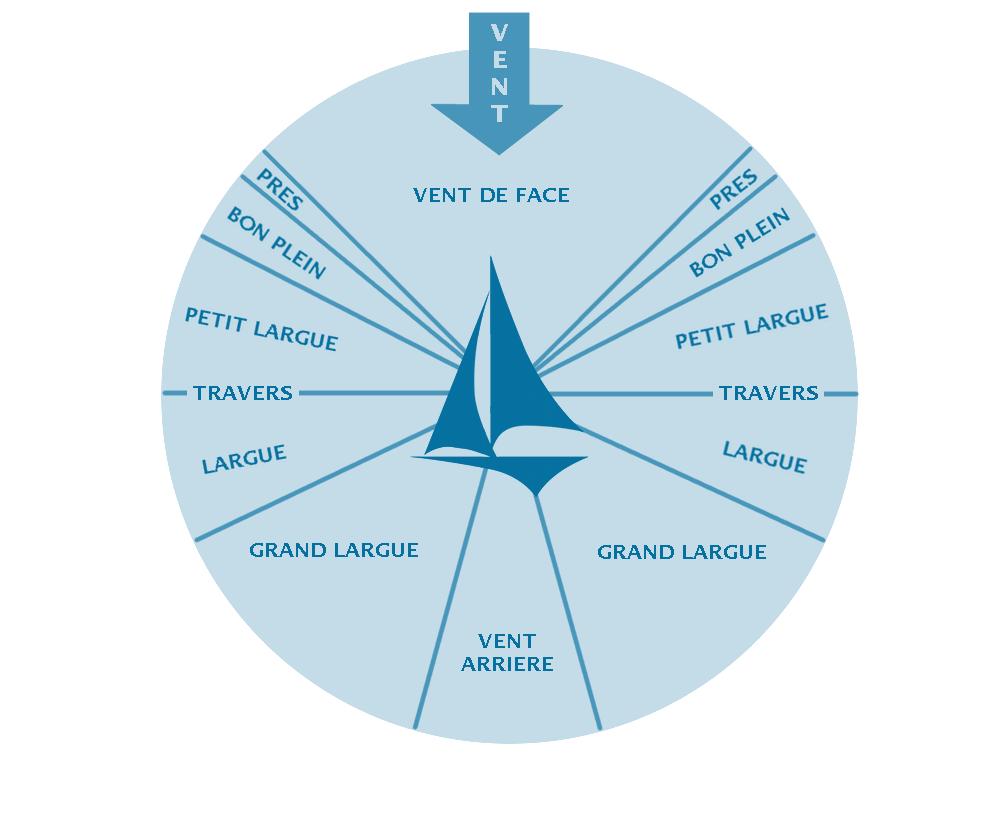 VENT
VENT DE FACE
PRES
PRES
BON PLEIN
BON PLEIN
PETIT LARGUE
PETIT LARGUE
TRAVERS
TRAVERS
LARGUE
LARGUE
GRAND LARGUE
GRAND LARGUE
VENT
ARRIERE